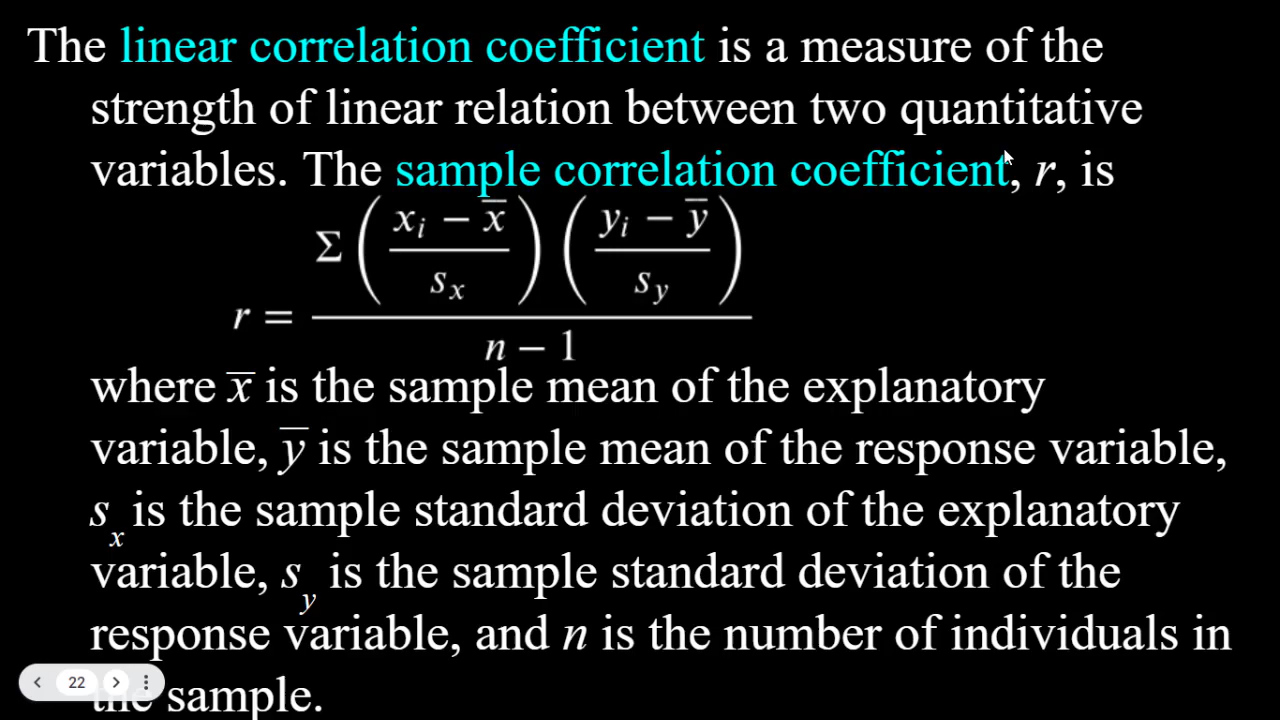 The linear correlation coefficient is a measure of the
strength of linear relation between two quantitative
variables. The sample correlation coefficient, r, is
r = Σ((xᵢ − x̅)/sₓ)((yᵢ − y̅)/s_y) / (n − 1)
where x̅ is the sample mean of the explanatory
variable, y̅ is the sample mean of the response variable,
sₓ is the sample standard deviation of the explanatory
variable, s_y is the sample standard deviation of the
response variable, and n is the number of individuals in
the sample.
22